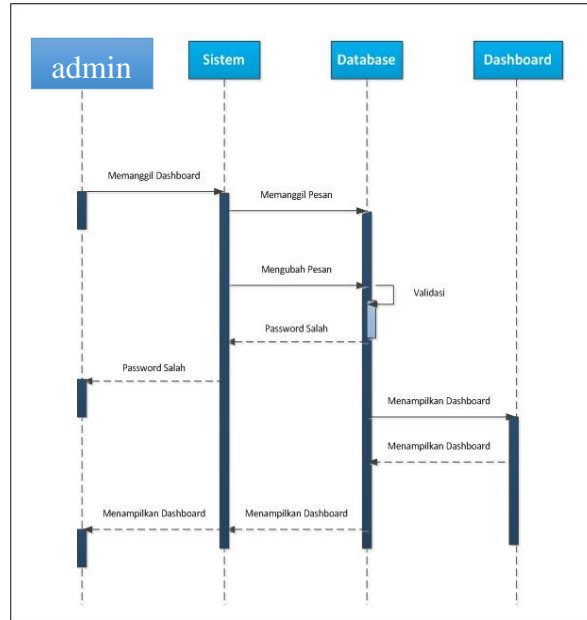 admin
Sistem
Database
Dashboard
Memanggil Dashboard
Memanggil Pesan
Mengubah Pesan
Validasi
Password Salah
Password Salah
Menampilkan Dashboard
Menampilkan Dashboard
Menampilkan Dashboard
Menampilkan Dashboard